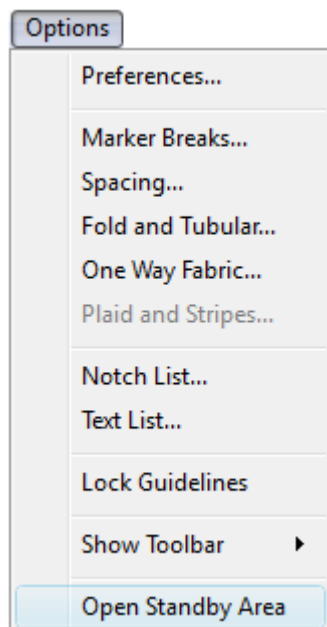 Options
Preferences...
Marker Breaks...
Spacing...
Fold and Tubular...
One Way Fabric...
Plaid and Stripes...
Notch List...
Text List...
Lock Guidelines
Show Toolbar
Open Standby Area